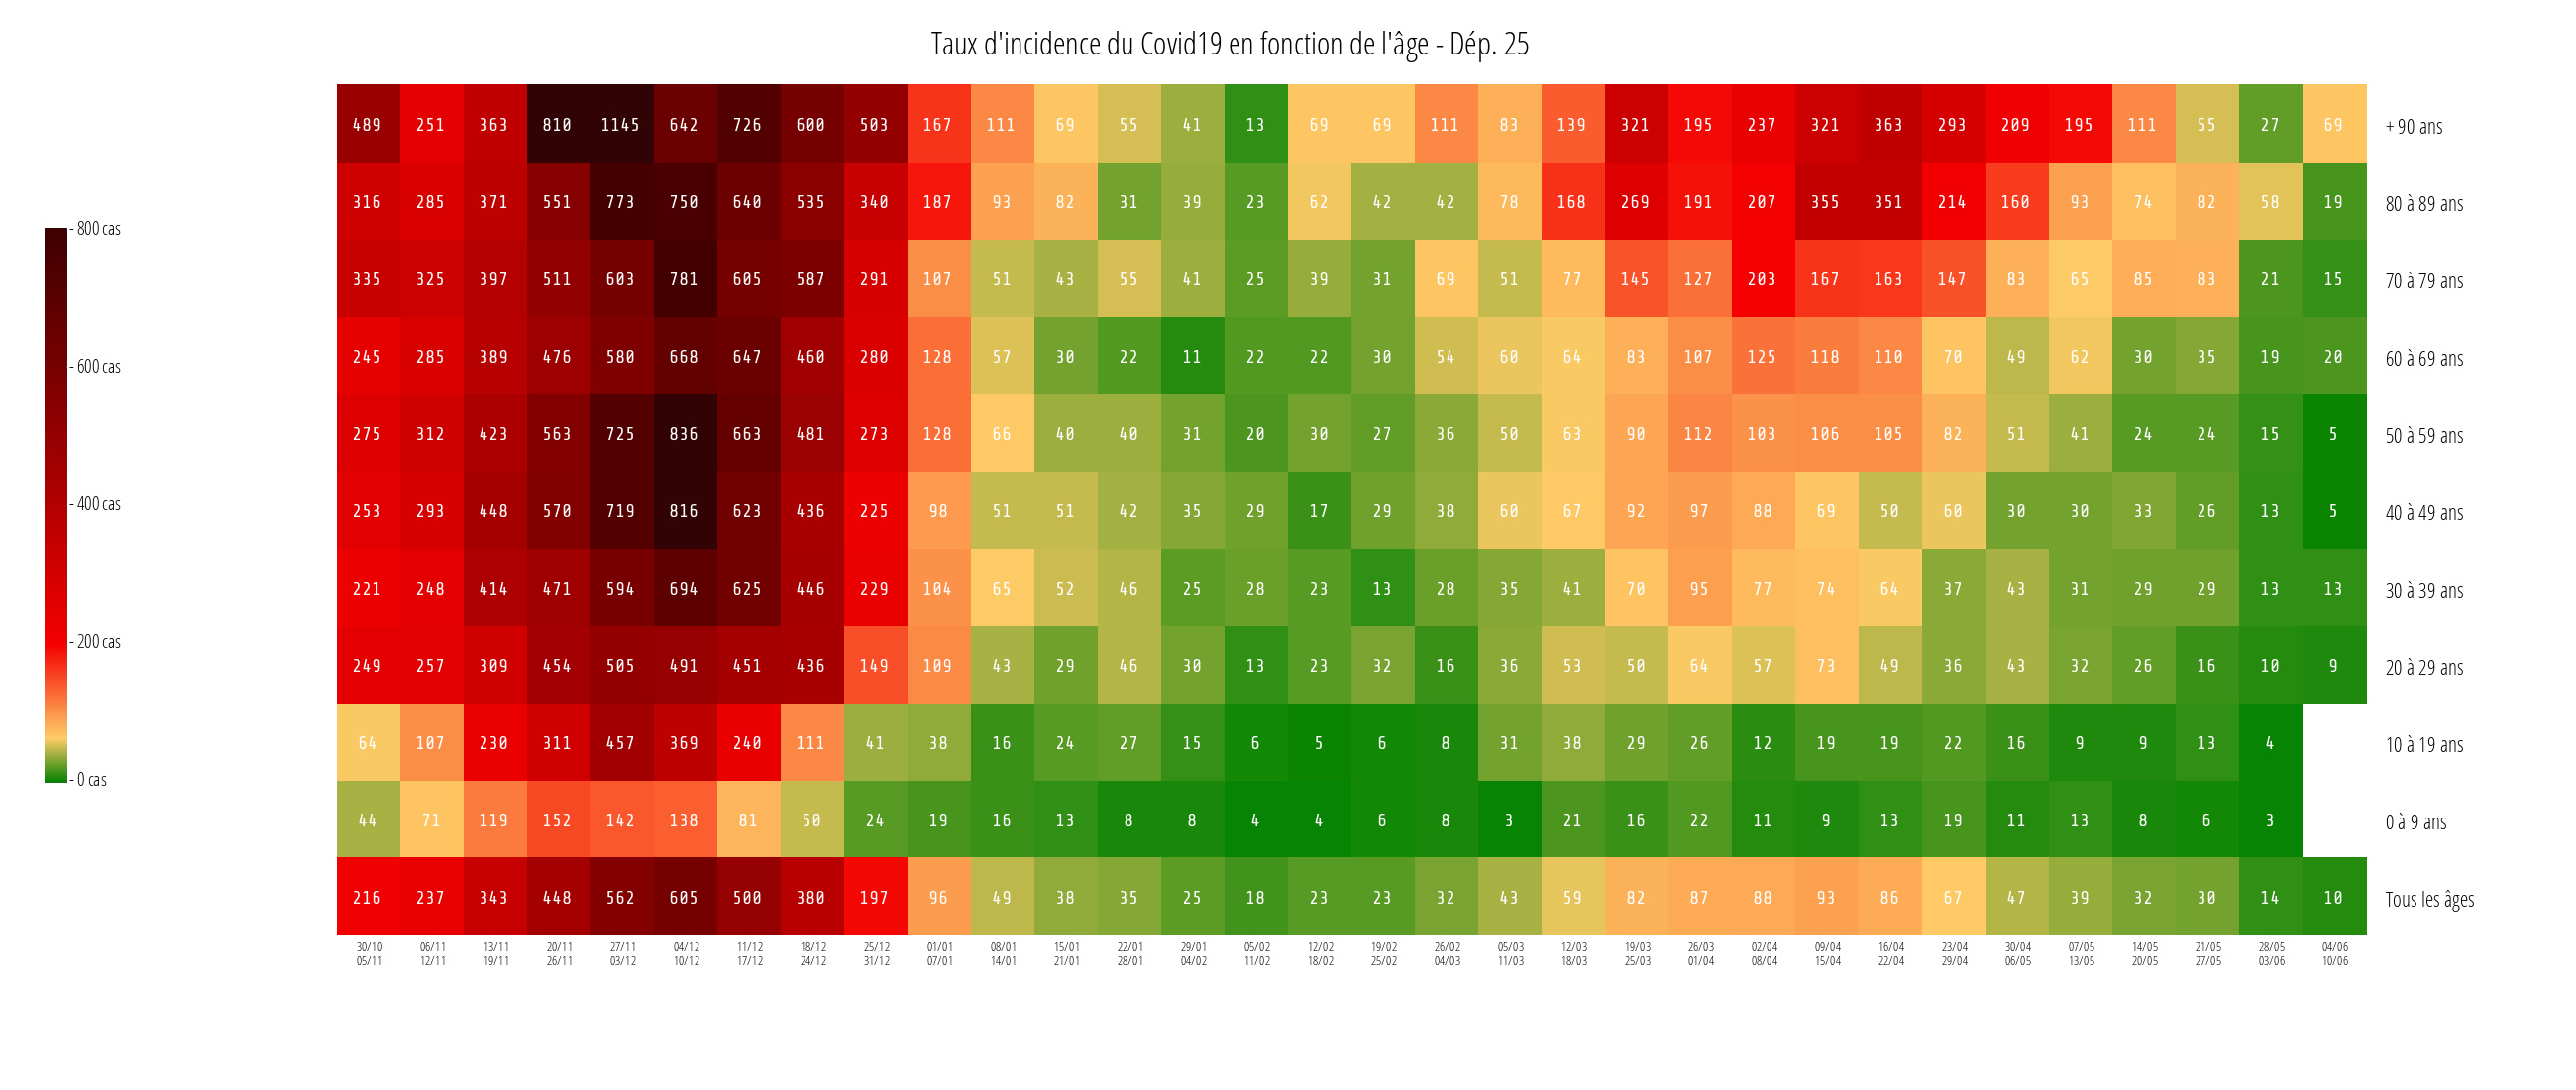 Taux d'incidence du Covid19 en fonction de l'âge - Dép. 25
- 800 cas
- 600 cas
- 400 cas
- 200 cas
- 0 cas
489 251 363 810 1145 642 726 600 503 167 111 69 55 41 13 69 69 111 83 139 321 195 237 321 363 293 209 195 111 55 27 69 + 90 ans
316 285 371 551 773 750 640 535 340 187 93 82 31 39 23 62 42 42 78 168 269 191 207 355 351 214 160 93 74 82 58 19 80 à 89 ans
335 325 397 511 603 781 605 587 291 107 51 43 55 41 25 39 31 69 51 77 145 127 203 167 163 147 83 65 85 83 21 15 70 à 79 ans
245 285 389 476 580 668 647 460 280 128 57 30 22 11 22 22 30 54 60 64 83 107 125 118 110 70 49 62 30 35 19 20 60 à 69 ans
275 312 423 563 725 836 663 481 273 128 66 40 40 31 20 30 27 36 50 63 90 112 103 106 105 82 51 41 24 24 15 5 50 à 59 ans
253 293 448 570 719 816 623 436 225 98 51 51 42 35 29 17 29 38 60 67 92 97 88 69 50 60 30 30 33 26 13 5 40 à 49 ans
221 248 414 471 594 694 625 446 229 104 65 52 46 25 28 23 13 28 35 41 70 95 77 74 64 37 43 31 29 29 13 13 30 à 39 ans
249 257 309 454 505 491 451 436 149 109 43 29 46 30 13 23 32 16 36 53 50 64 57 73 49 36 43 32 26 16 10 9 20 à 29 ans
64 107 230 311 457 369 240 111 41 38 16 24 27 15 6 5 6 8 31 38 29 26 12 19 19 22 16 9 9 13 4 10 à 19 ans
44 71 119 152 142 138 81 50 24 19 16 13 8 8 4 4 6 8 3 21 16 22 11 9 13 19 11 13 8 6 3 0 à 9 ans
216 237 343 448 562 605 500 380 197 96 49 38 35 25 18 23 23 32 43 59 82 87 88 93 86 67 47 39 32 30 14 10 Tous les âges
30/10 06/11 13/11 20/11 27/11 04/12 11/12 18/12 25/12 01/01 08/01 15/01 22/01 29/01 05/02 12/02 19/02 26/02 05/03 12/03 19/03 26/03 02/04 09/04 16/04 23/04 30/04 07/05 14/05 21/05 28/05 04/06
05/11 12/11 19/11 26/11 03/12 10/12 17/12 24/12 31/12 07/01 14/01 21/01 28/01 04/02 11/02 18/02 25/02 04/03 11/03 18/03 25/03 01/04 08/04 15/04 22/04 29/04 06/05 13/05 20/05 27/05 03/06 10/06